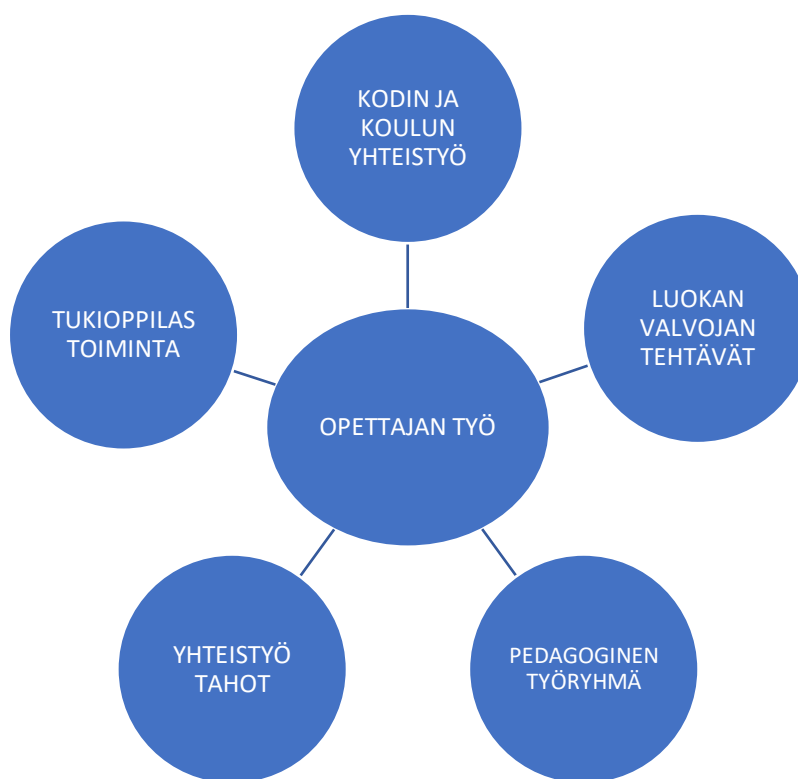 KODIN JA
KOULUN
YHTEISTYÖ
TUKIOPPILAS
TOIMINTA
LUOKAN
VALVOJAN
TEHTÄVÄT
OPETTAJAN TYÖ
YHTEISTYÖ
TAHOT
PEDAGOGINEN
TYÖRYHMÄ